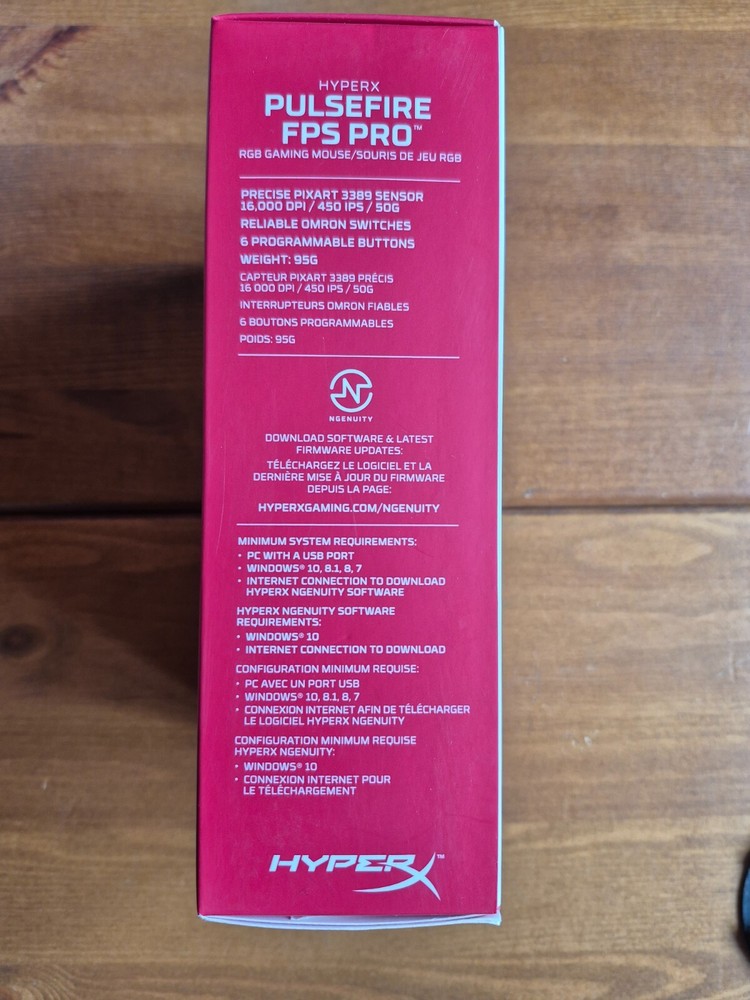 HYPERX
PULSEFIRE
FPS PRO™
RGB GAMING MOUSE/SOURIS DE JEU RGB
PRECISE PIXART 3389 SENSOR
16,000 DPI / 450 IPS / 50G
RELIABLE OMRON SWITCHES
6 PROGRAMMABLE BUTTONS
WEIGHT: 95G
CAPTEUR PIXART 3389 PRÉCIS
16 000 DPI / 450 IPS / 50G
INTERRUPTEURS OMRON FIABLES
6 BOUTONS PROGRAMMABLES
POIDS: 95G
N
NGENUITY
DOWNLOAD SOFTWARE & LATEST
FIRMWARE UPDATES:
TÉLÉCHARGEZ LE LOGICIEL ET LA
DERNIÈRE MISE À JOUR DU FIRMWARE
DEPUIS LA PAGE:
HYPERXGAMING.COM/NGENUITY
MINIMUM SYSTEM REQUIREMENTS:
• PC WITH A USB PORT
• WINDOWS® 10, 8.1, 8, 7
• INTERNET CONNECTION TO DOWNLOAD
HYPERX NGENUITY SOFTWARE
HYPERX NGENUITY SOFTWARE
REQUIREMENTS:
• WINDOWS® 10
• INTERNET CONNECTION TO DOWNLOAD
CONFIGURATION MINIMUM REQUISE:
• PC AVEC UN PORT USB
• WINDOWS® 10, 8.1, 8, 7
• CONNEXION INTERNET AFIN DE TÉLÉCHARGER
LE LOGICIEL HYPERX NGENUITY
CONFIGURATION MINIMUM REQUISE
HYPERX NGENUITY:
• WINDOWS® 10
• CONNEXION INTERNET POUR
LE TÉLÉCHARGEMENT
HYPERX™